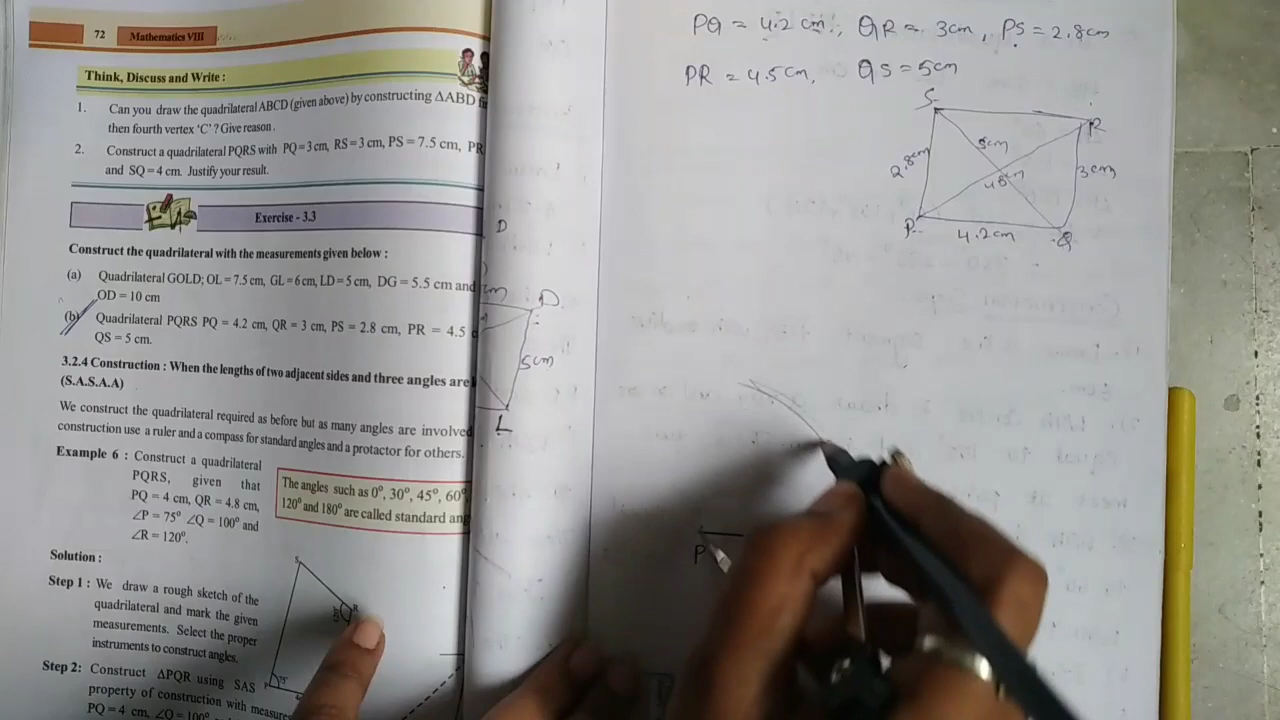 72 Mathematics VIII
Think, Discuss and Write :
1. Can you draw the quadrilateral ABCD (given above) by constructing ΔABD
then fourth vertex 'C' ? Give reason .
2. Construct a quadrilateral PQRS with PQ = 3 cm, RS = 3 cm, PS = 7.5 cm, PR
and SQ = 4 cm. Justify your result.
Exercise - 3.3
Construct the quadrilateral with the measurements given below :
(a) Quadrilateral GOLD; OL = 7.5 cm, GL = 6 cm, LD = 5 cm, DG = 5.5 cm and
OD = 10 cm
(b) Quadrilateral PQRS PQ = 4.2 cm, QR = 3 cm, PS = 2.8 cm, PR = 4.5
QS = 5 cm.
3.2.4 Construction : When the lengths of two adjacent sides and three angles are
(S.A.S.A.A)
We construct the quadrilateral required as before but as many angles are involved
construction use a ruler and a compass for standard angles and a protactor for others.
Example 6 : Construct a quadrilateral
PQRS, given that
PQ = 4 cm, QR = 4.8 cm,
∠P = 75° ∠Q = 100° and
∠R = 120°.
The angles such as 0°, 30°, 45°, 60°,
120° and 180° are called standard ang
Solution :
Step 1 : We draw a rough sketch of the
quadrilateral and mark the given
measurements. Select the proper
instruments to construct angles.
Step 2: Construct ΔPQR using SAS
property of construction with measure
PQ = 4 cm, ∠Q = 100°
S
R
75°
D
cm
D
5cm
L
PQ = 4.2 cm, QR = 3cm, PS = 2.8cm
PR = 4.5cm, QS = 5cm
S
R
5cm
2.8cm
4.5cm
3cm
P
4.2cm
Q
P